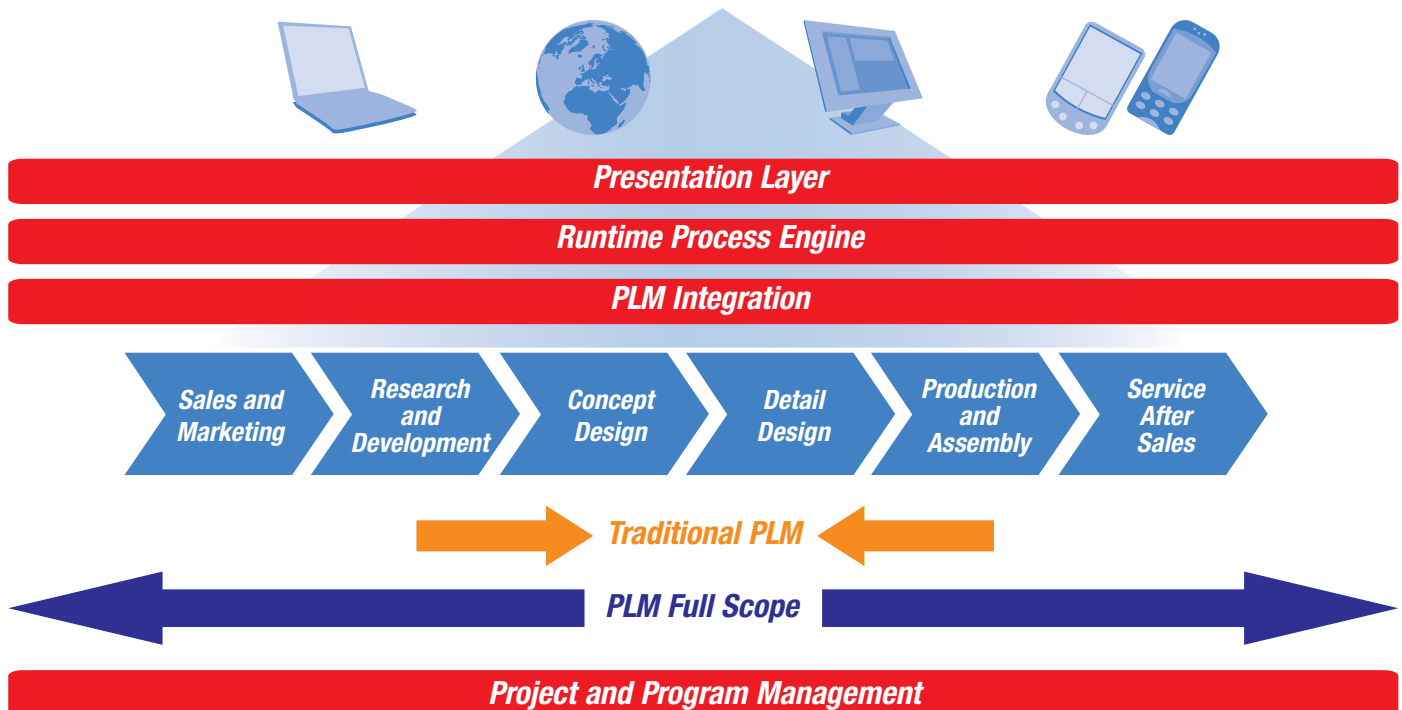 Presentation Layer
Runtime Process Engine
PLM Integration
Sales and
Marketing
Research
and
Development
Concept
Design
Detail
Design
Production
and
Assembly
Service
After
Sales
Traditional PLM
PLM Full Scope
Project and Program Management